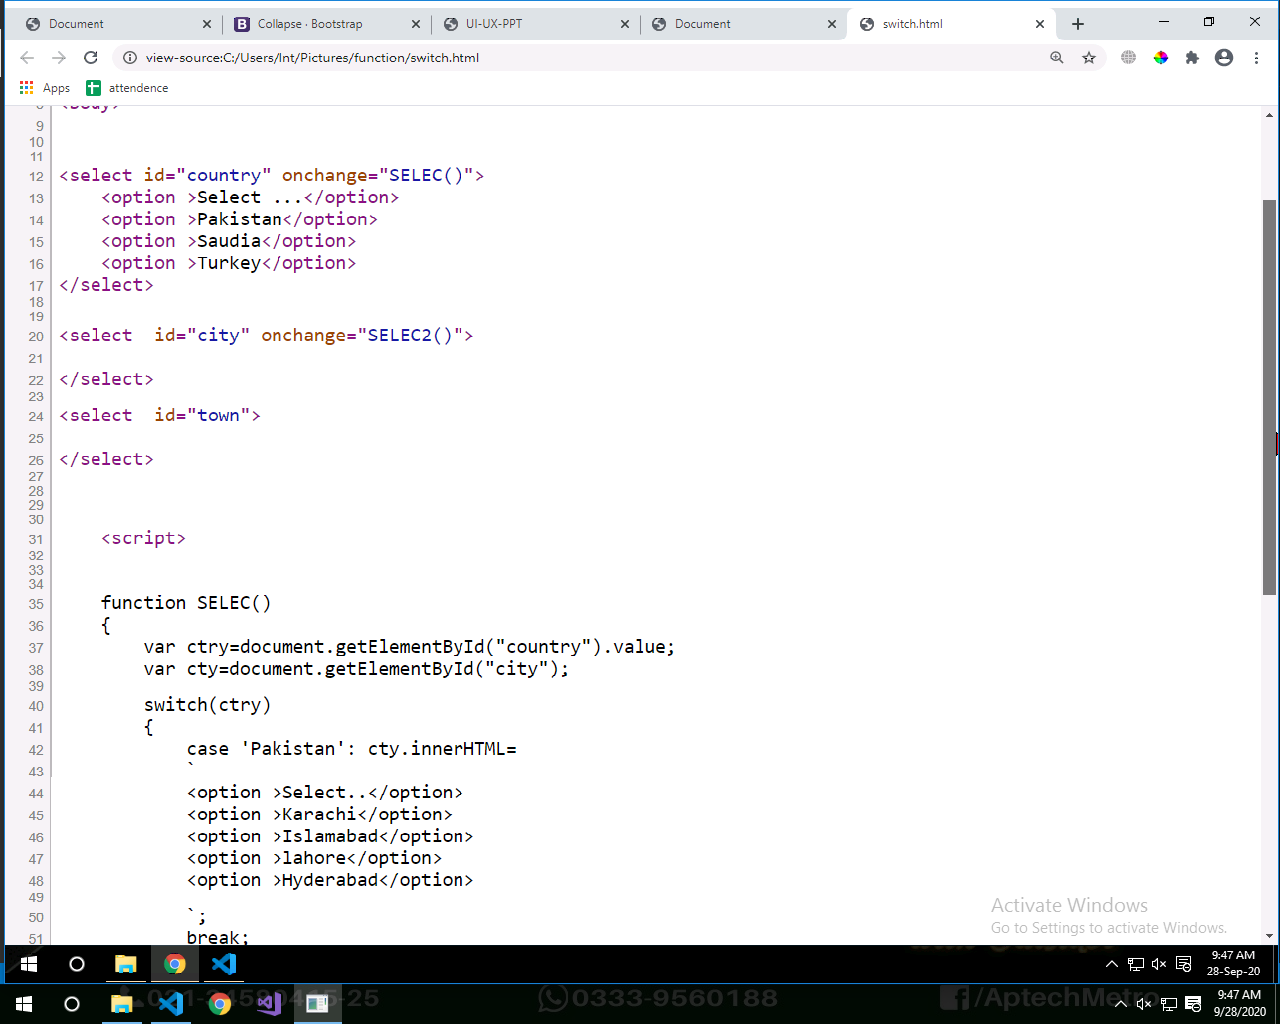 Document
Collapse · Bootstrap
UI-UX-PPT
Document
switch.html
view-source:C:/Users/Int/Pictures/function/switch.html
Apps
attendence
8 <body>
9
10
11
12 <select id="country" onchange="SELEC()">
13 <option >Select ...</option>
14 <option >Pakistan</option>
15 <option >Saudia</option>
16 <option >Turkey</option>
17 </select>
18
19
20 <select  id="city" onchange="SELEC2()">
21
22 </select>
23
24 <select  id="town">
25
26 </select>
27
28
29
30
31 <script>
32
33
34
35 function SELEC()
36 {
37 var ctry=document.getElementById("country").value;
38 var cty=document.getElementById("city");
39
40 switch(ctry)
41 {
42 case 'Pakistan': cty.innerHTML=
43 `
44 <option >Select..</option>
45 <option >Karachi</option>
46 <option >Islamabad</option>
47 <option >lahore</option>
48 <option >Hyderabad</option>
49
50 `;
51 break;
Activate Windows
Go to Settings to activate Windows.
9:47 AM
28-Sep-20
0333-9560188
/AptechMetro
9:47 AM
9/28/2020